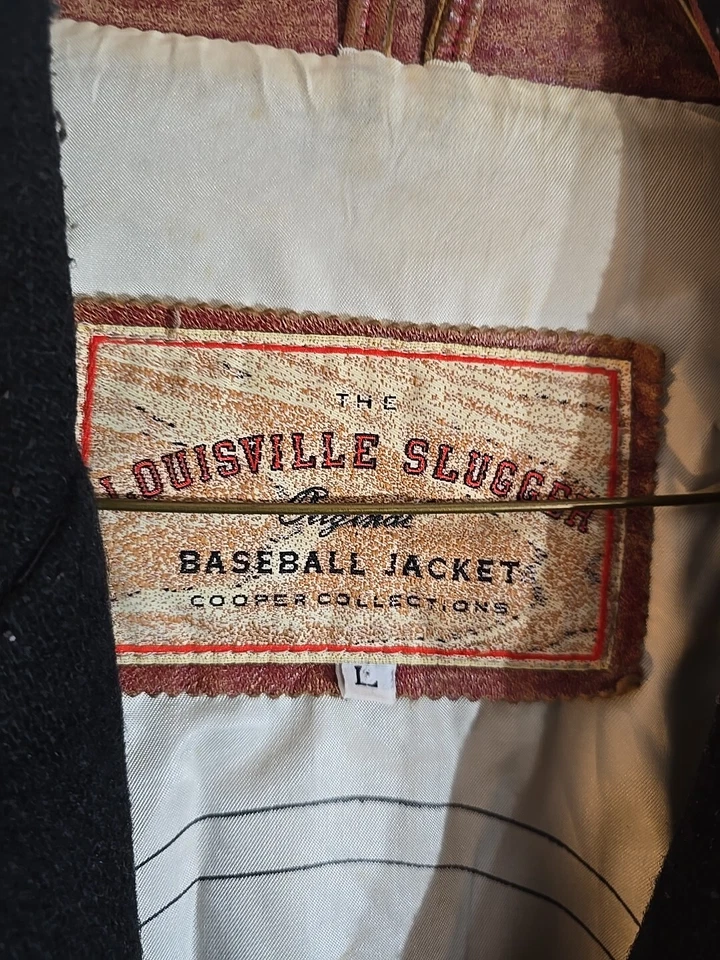 THE
LOUISVILLE SLUGGER
Original
BASEBALL JACKET
COOPER COLLECTIONS
L